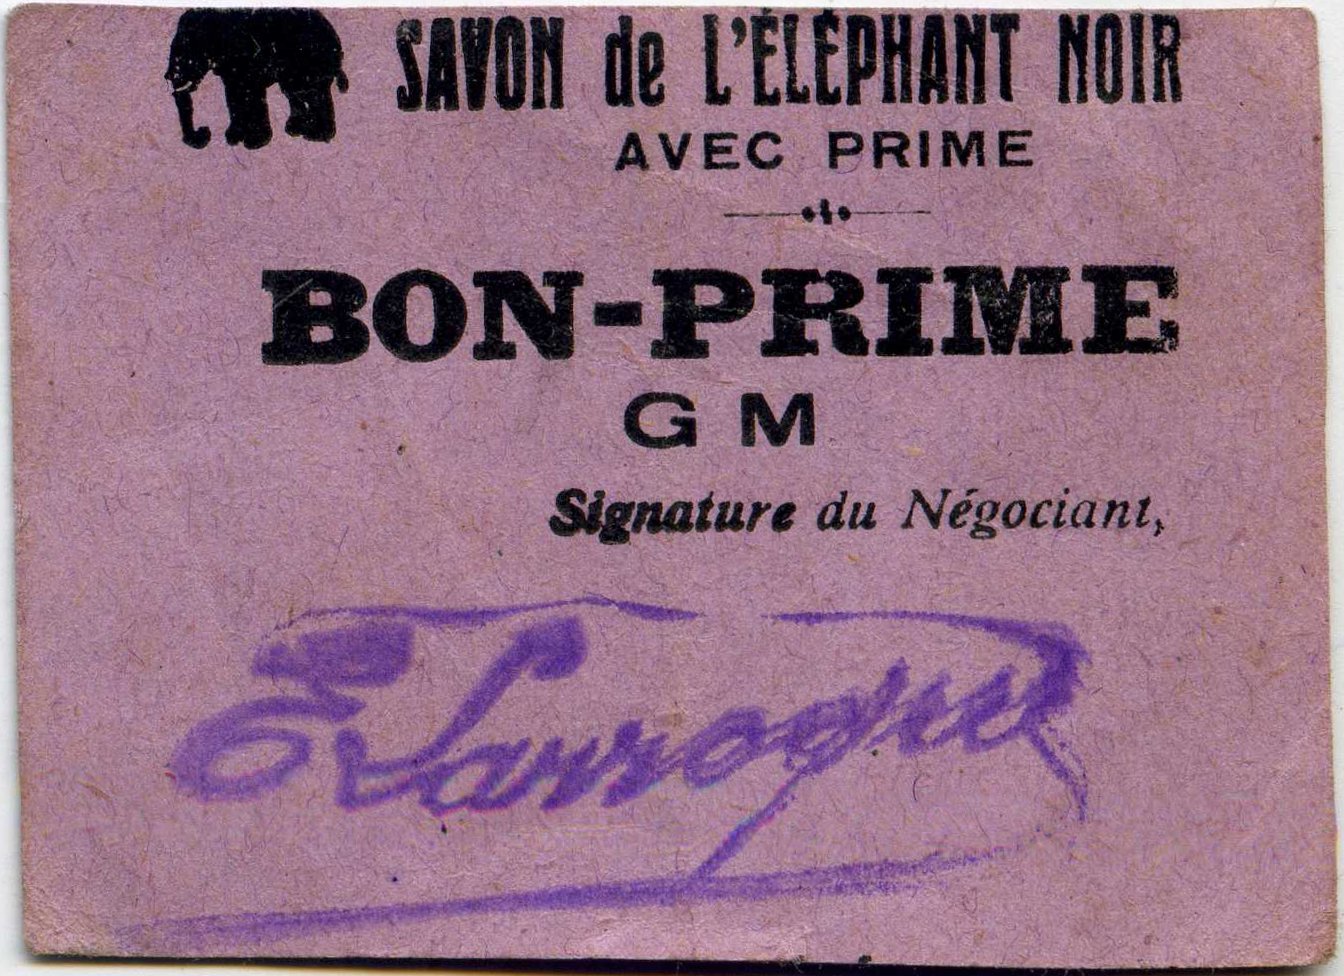 SAVON de L'ÉLÉPHANT NOIR
AVEC PRIME
BON-PRIME
G M
Signature du Négociant,